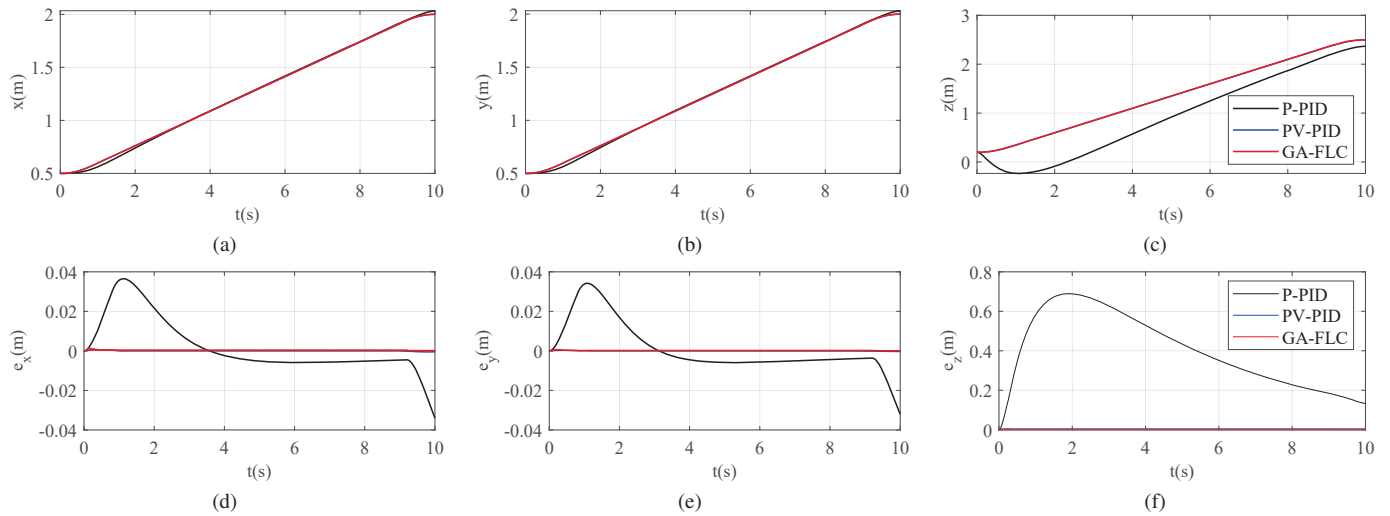 2
1.5
1
0.5
x(m)
0 2 4 6 8 10
t(s)
(a)
2
1.5
1
0.5
y(m)
0 2 4 6 8 10
t(s)
(b)
3
2
1
0
z(m)
P-PID
PV-PID
GA-FLC
0 2 4 6 8 10
t(s)
(c)
0.04
0.02
0
-0.02
-0.04
e_x(m)
0 2 4 6 8 10
t(s)
(d)
0.04
0.02
0
-0.02
-0.04
e_y(m)
0 2 4 6 8 10
t(s)
(e)
0.8
0.6
0.4
0.2
0
e_z(m)
P-PID
PV-PID
GA-FLC
0 2 4 6 8 10
t(s)
(f)